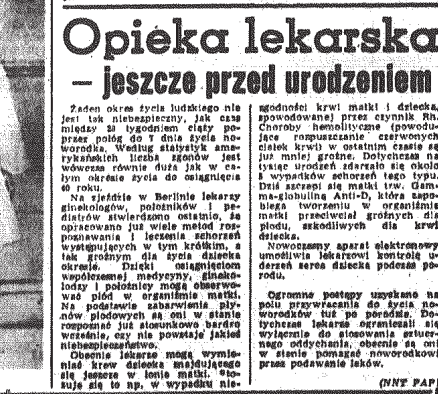 Opieka lekarska
— jeszcze przed urodzeniem
Żaden okres życia ludzkiego nie
jest tak niebezpieczny, jak czas
między 28 tygodniem ciąży po-
przez połóg do 7 dnia życia no-
worodka. Według statystyk ame-
rykańskich liczba zgonów jest
wówczas równie duża jak w ca-
łym okresie życia do osiągnięcia
40 roku.
Na zjeździe w Berlinie lekarzy
ginekologów, położników i pe-
diatrów stwierdzono ostatnio, że
opracowano już wiele metod roz-
poznawania i leczenia schorzeń
występujących w tym krótkim, a
tak groźnym dla życia dziecka
okresie. Dzięki osiągnięciom
współczesnej medycyny, gineko-
lodzy i położnicy mogą obserwo-
wać płód w organizmie matki.
Na podstawie zabarwienia pły-
nów płodowych są oni w stanie
rozpoznać już stosunkowo bardzo
wcześnie, czy nie powstaje jakieś
niebezpieczeństwo.
Obecnie lekarze mogą wymie-
niać krew dziecka znajdującego
się jeszcze w łonie matki. Sto-
suje się to np. w wypadku nie-
zgodności krwi matki i dziecka,
spowodowanej przez czynnik Rh.
Choroby hemolityczne (powodu-
jące rozpuszczanie czerwonych
ciałek krwi) w ostatnim czasie są
już mniej groźne. Dotychczas na
tysiąc urodzeń zdarzało się około
5 wypadków schorzeń tego typu.
Dziś szczepi się matki tzw. Gam-
ma-globuliną Anti-D, która zapo-
biega tworzeniu w organizmie
matki przeciwciał groźnych dla
płodu, szkodliwych dla krwi
dziecka.
Nowoczesny aparat elektronowy
umożliwia lekarzowi kontrolę u-
derzeń serca dziecka podczas po-
rodu.
Ogromne postępy uzyskano na
polu przywracania do życia no-
worodków tuż po porodzie. Do-
tychczas lekarze ograniczali się
wyłącznie do stosowania sztucz-
nego oddychania, obecnie są oni
w stanie pomagać noworodkowi
przez podawanie leków.
(NNT PAP)